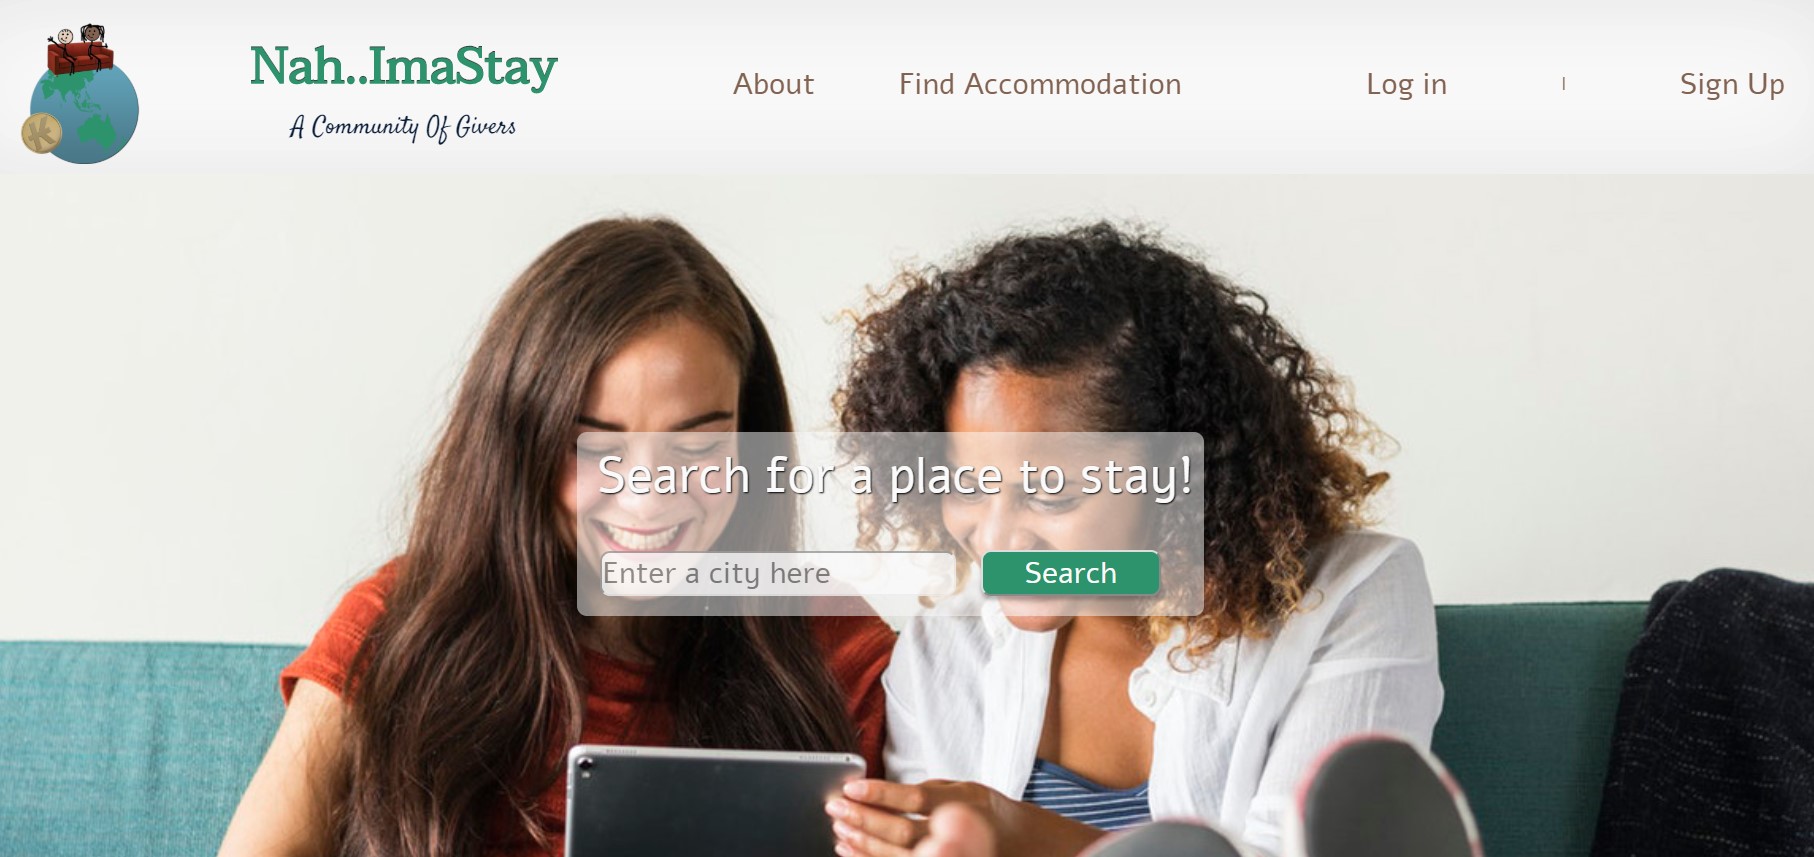 Nah..ImaStay
A Community Of Givers
About Find Accommodation Log in | Sign Up
Search for a place to stay!
Enter a city here Search